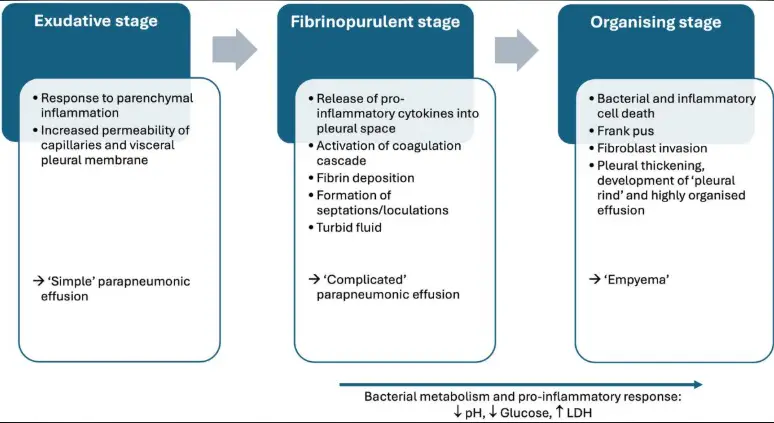 Exudative stage
• Response to parenchymal
inflammation
• Increased permeability of
capillaries and visceral
pleural membrane
→ ‘Simple’ parapneumonic
effusion
Fibrinopurulent stage
• Release of pro-
inflammatory cytokines into
pleural space
• Activation of coagulation
cascade
• Fibrin deposition
• Formation of
septations/loculations
• Turbid fluid
→ ‘Complicated’
parapneumonic effusion
Organising stage
• Bacterial and inflammatory
cell death
• Frank pus
• Fibroblast invasion
• Pleural thickening,
development of ‘pleural
rind’ and highly organised
effusion
→ ‘Empyema’
Bacterial metabolism and pro-inflammatory response:
↓ pH, ↓ Glucose, ↑ LDH